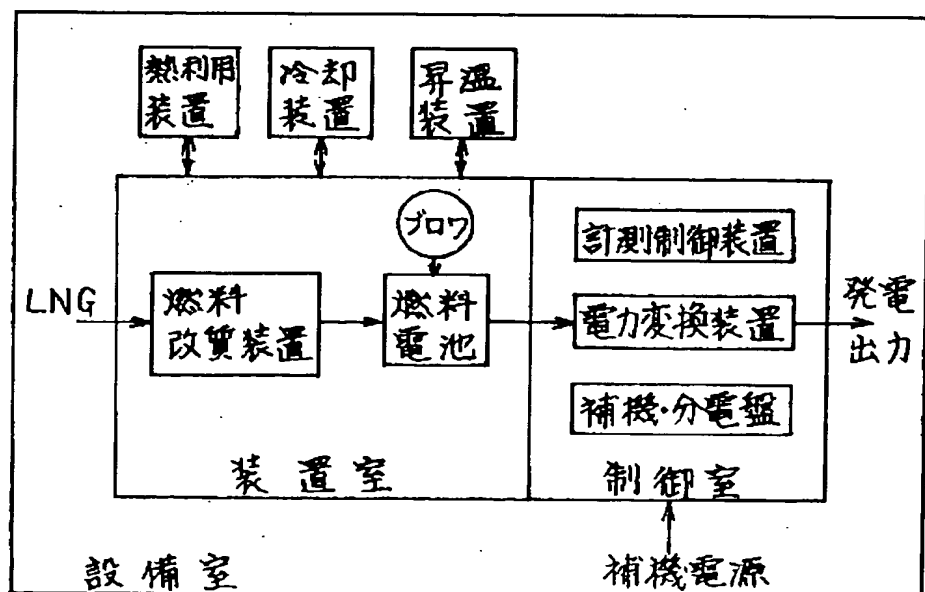 熱利用
装置
冷却
装置
昇温
装置
ブロワ
計測制御装置
LNG
燃料
改質装置
燃料
電池
電力変換装置
発電
出力
補機・分電盤
装置室
制御室
設備室
補機電源